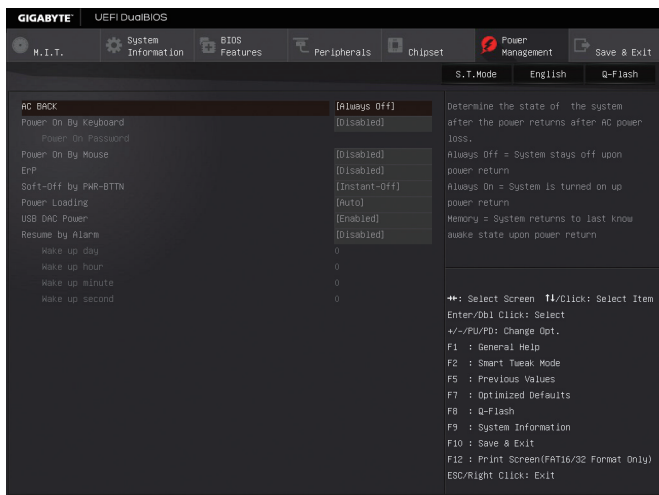 GIGABYTE™ UEFI DualBIOS
M.I.T.
System Information
BIOS Features
Peripherals
Chipset
Power Management
Save & Exit
S.T.Mode English Q-Flash
AC BACK [Always Off]
Power On By Keyboard [Disabled]
Power On Password
Power On By Mouse [Disabled]
ErP [Disabled]
Soft-Off by PWR-BTTN [Instant-Off]
Power Loading [Auto]
USB DAC Power [Enabled]
Resume by Alarm [Disabled]
Wake up day 0
Wake up hour 0
Wake up minute 0
Wake up second 0
Determine the state of the system
after the power returns after AC power
loss.
Always Off = System stays off upon
power return
Always On = System is turned on up
power return
Memory = System returns to last know
awake state upon power return
→←: Select Screen ↑↓/Click: Select Item
Enter/Dbl Click: Select
+/-/PU/PD: Change Opt.
F1 : General Help
F2 : Smart Tweak Mode
F5 : Previous Values
F7 : Optimized Defaults
F8 : Q-Flash
F9 : System Information
F10 : Save & Exit
F12 : Print Screen(FAT16/32 Format Only)
ESC/Right Click: Exit